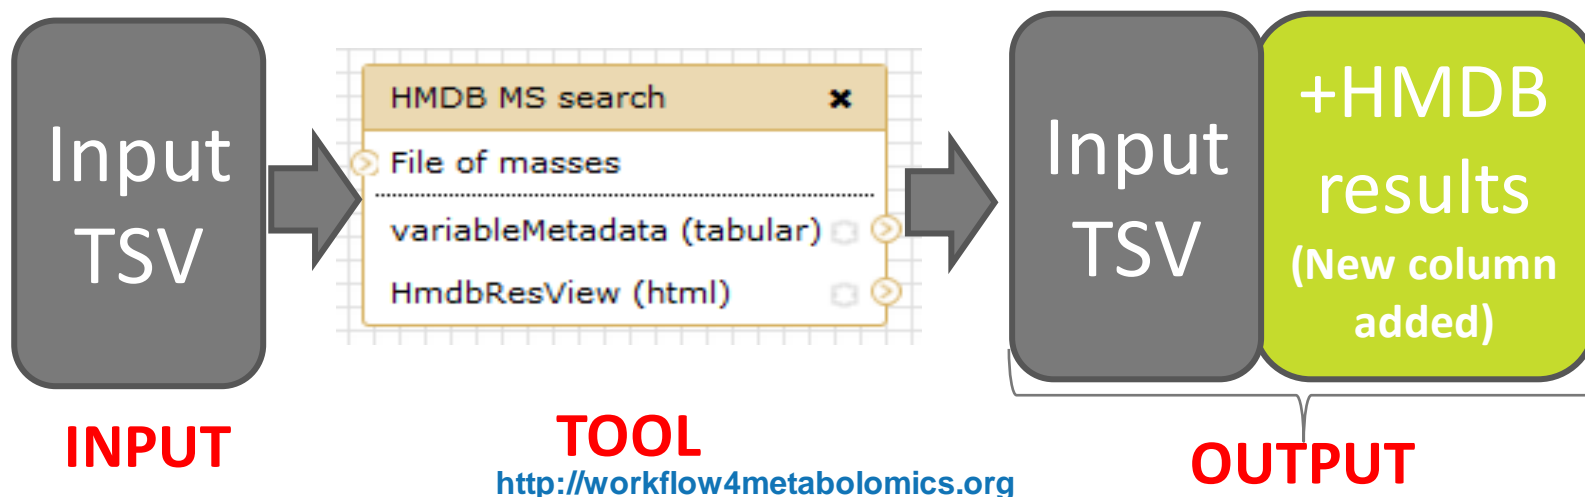 Input
TSV
HMDB MS search ✖
File of masses
variableMetadata (tabular)
HmdbResView (html)
Input
TSV
+HMDB
results
(New column
added)
INPUT
TOOL
http://workflow4metabolomics.org
OUTPUT